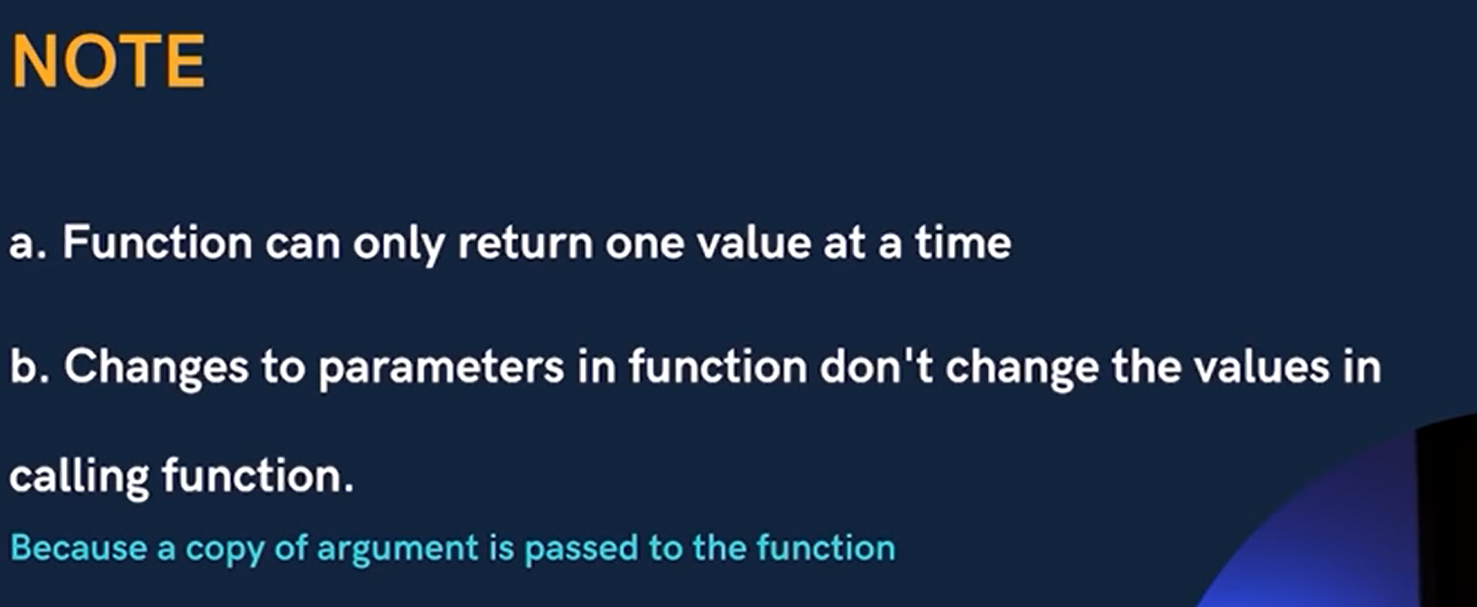 NOTE
a. Function can only return one value at a time
b. Changes to parameters in function don't change the values in
calling function.
Because a copy of argument is passed to the function